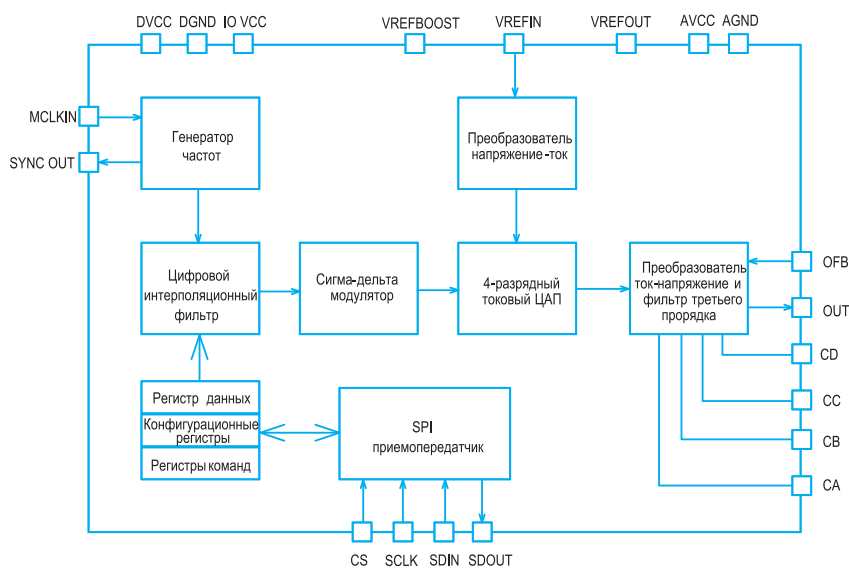 DVCC DGND IO VCC VREFBOOST VREFIN VREFOUT AVCC AGND
MCLKIN
SYNC OUT
Генератор
частот
Преобразователь
напряжение-ток
Цифровой
интерполяционный
фильтр
Сигма-дельта
модулятор
4-разрядный
токовый ЦАП
Преобразователь
ток-напряжение и
фильтр третьего
прорядка
OFB
OUT
CD
CC
CB
CA
Регистр данных
Конфигурационные
регистры
Регистры команд
SPI
приемопередатчик
CS SCLK SDIN SDOUT